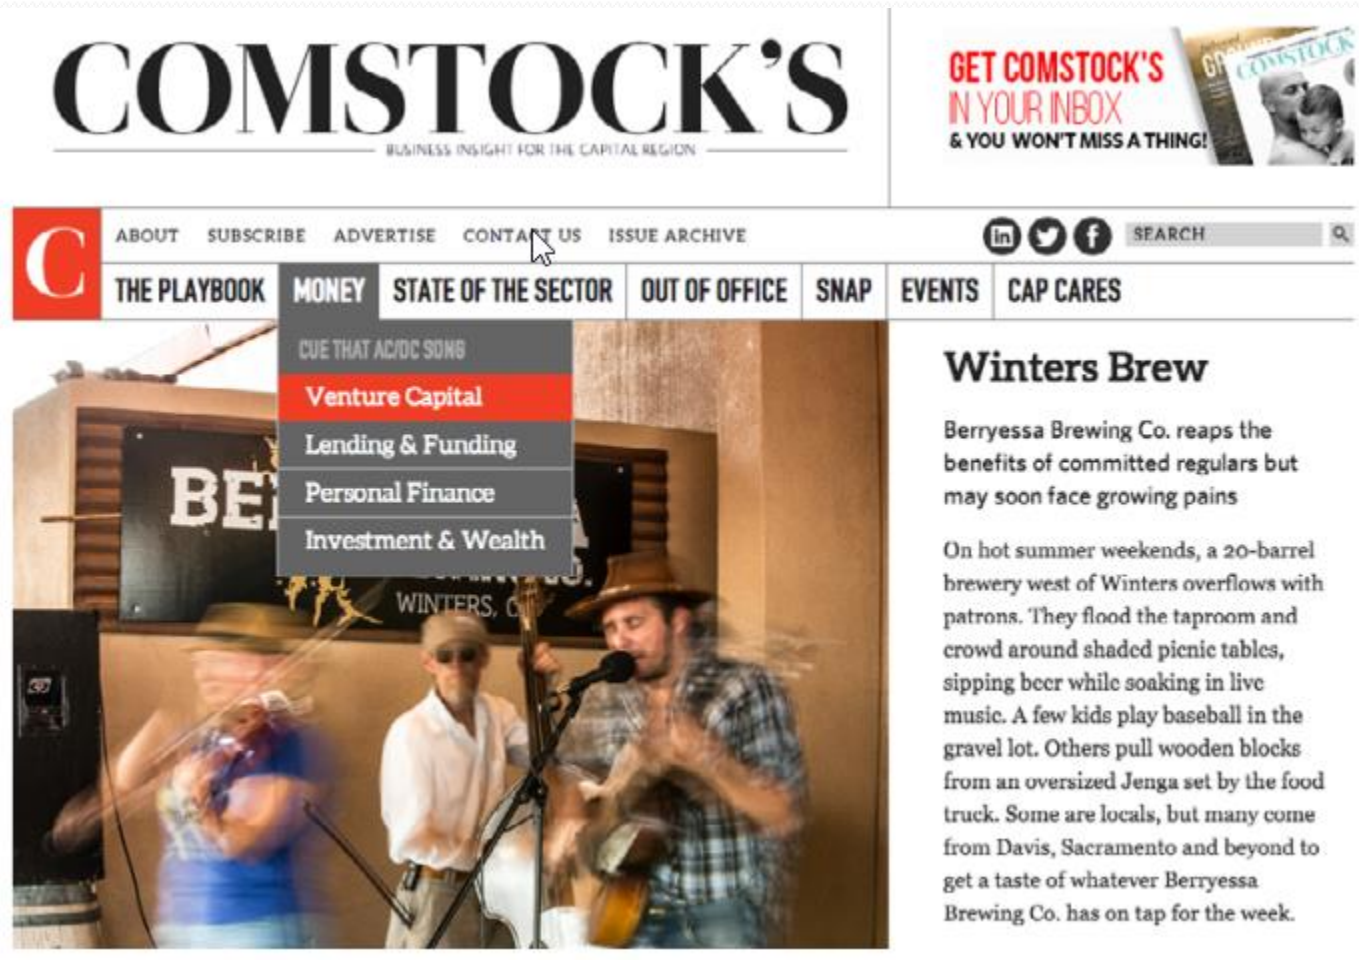 COMSTOCK'S
BUSINESS INSIGHT FOR THE CAPITAL REGION
GET COMSTOCK'S
IN YOUR INBOX
& YOU WON'T MISS A THING!
COMSTOCK
C
ABOUT SUBSCRIBE ADVERTISE CONTACT US ISSUE ARCHIVE
in f SEARCH
THE PLAYBOOK MONEY STATE OF THE SECTOR OUT OF OFFICE SNAP EVENTS CAP CARES
CUE THAT AC/DC SONG
Venture Capital
Lending & Funding
Personal Finance
Investment & Wealth
BE
WINTERS, C
Winters Brew
Berryessa Brewing Co. reaps the
benefits of committed regulars but
may soon face growing pains
On hot summer weekends, a 20-barrel
brewery west of Winters overflows with
patrons. They flood the taproom and
crowd around shaded picnic tables,
sipping beer while soaking in live
music. A few kids play baseball in the
gravel lot. Others pull wooden blocks
from an oversized Jenga set by the food
truck. Some are locals, but many come
from Davis, Sacramento and beyond to
get a taste of whatever Berryessa
Brewing Co. has on tap for the week.